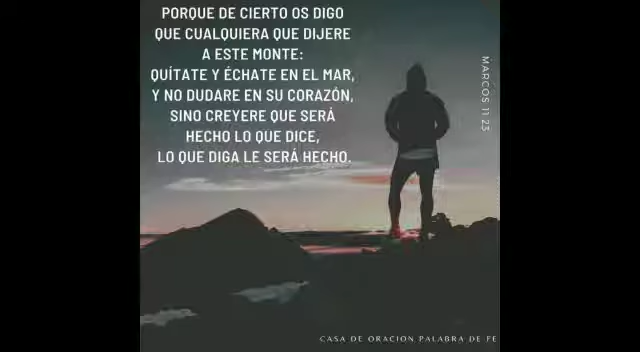 PORQUE DE CIERTO OS DIGO
QUE CUALQUIERA QUE DIJERE
A ESTE MONTE:
QUÍTATE Y ÉCHATE EN EL MAR,
Y NO DUDARE EN SU CORAZÓN,
SINO CREYERE QUE SERÁ
HECHO LO QUE DICE,
LO QUE DIGA LE SERÁ HECHO.
MARCOS 11 23
CASA DE ORACION PALABRA DE FE